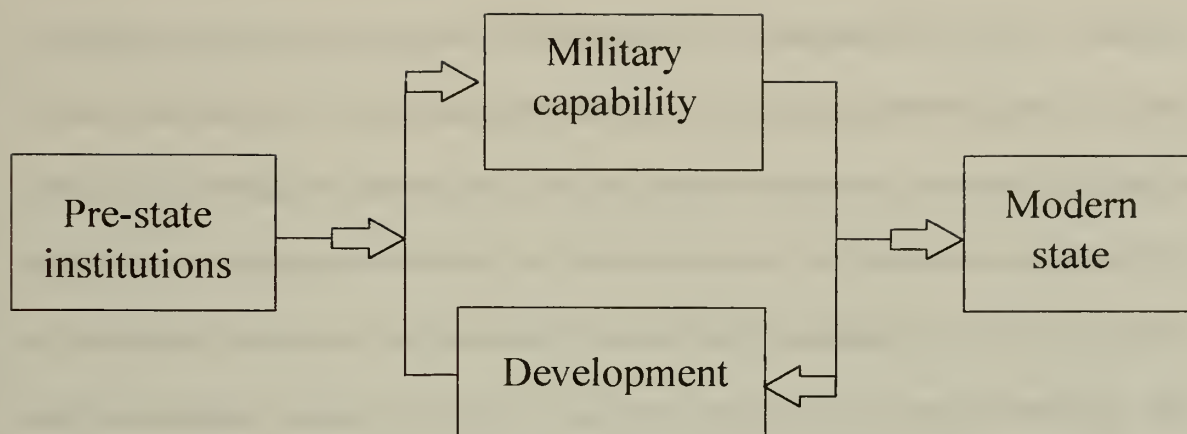 Military
capability
Pre-state
institutions
Modern
state
Development